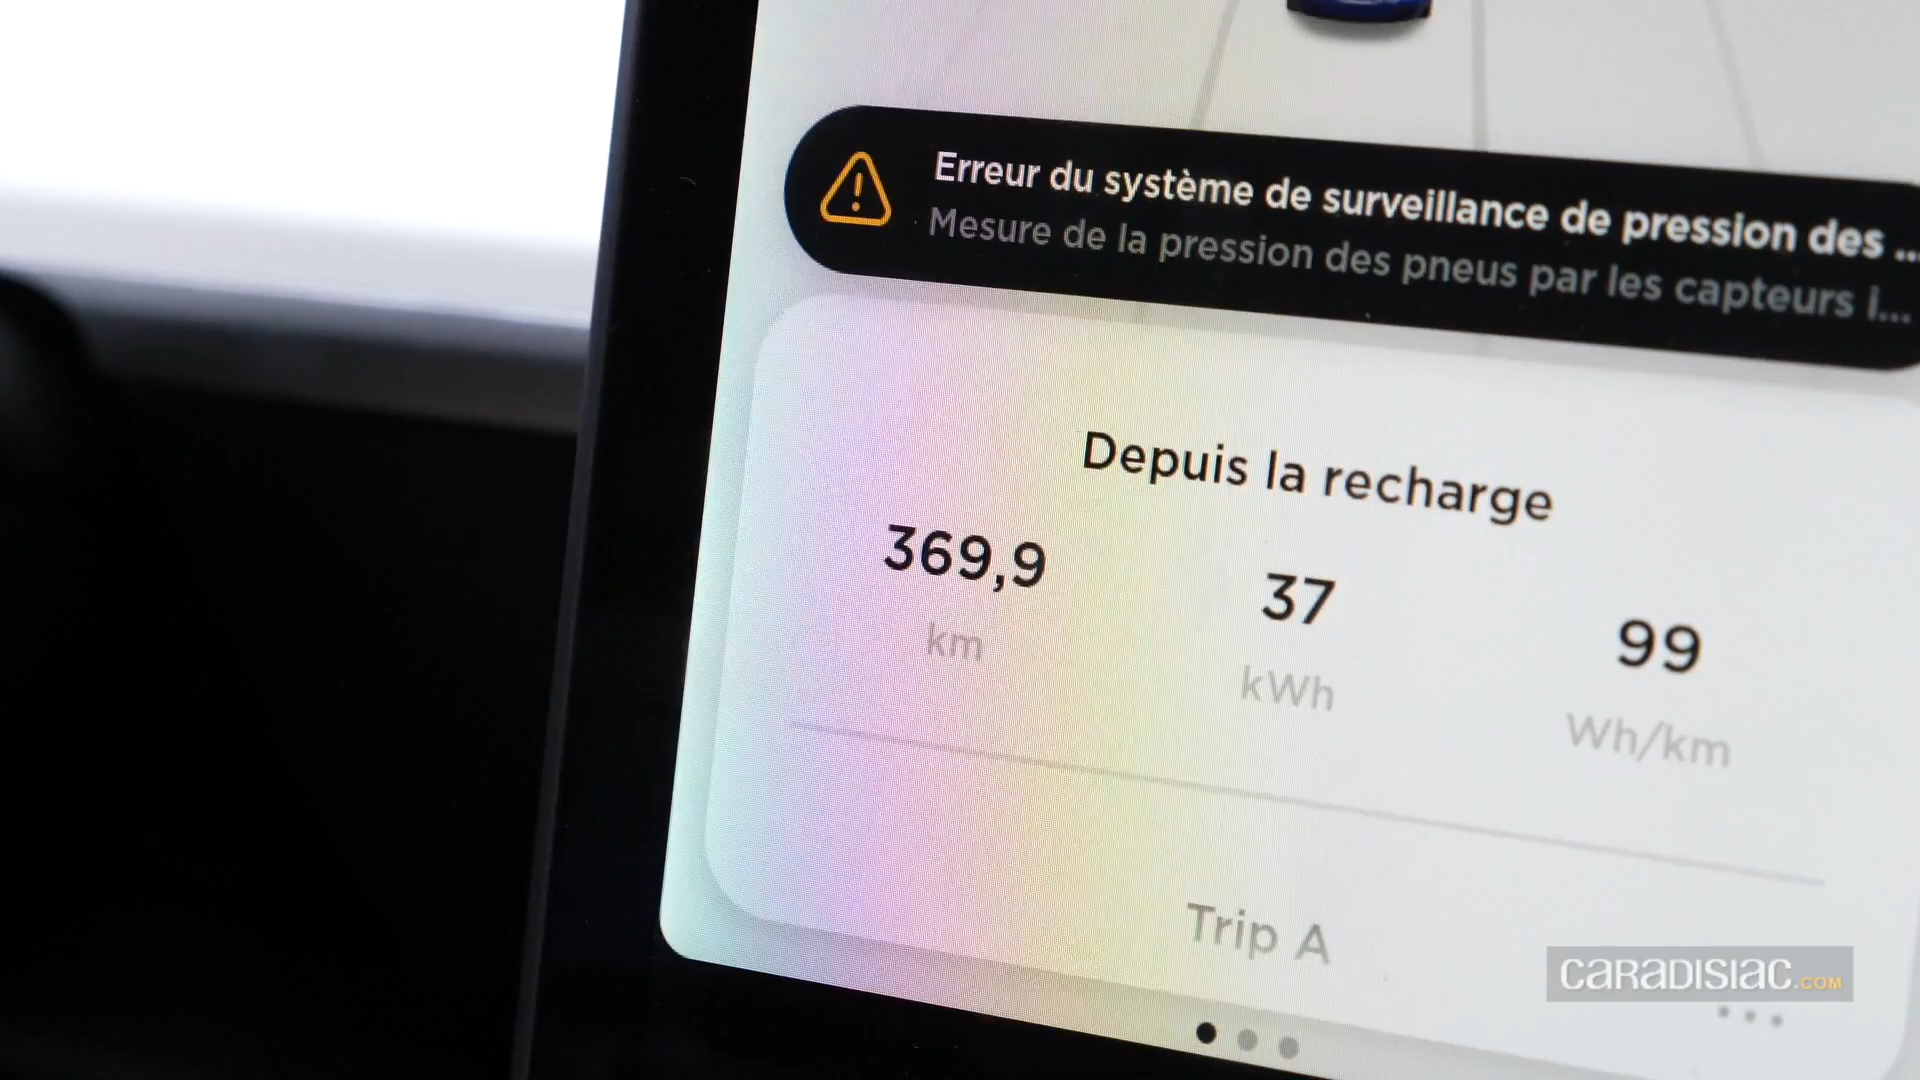 Erreur du système de surveillance de pression des ...
Mesure de la pression des pneus par les capteurs i...
Depuis la recharge
369,9
37
99
km
kWh
Wh/km
Trip A
CARADISIAC.COM